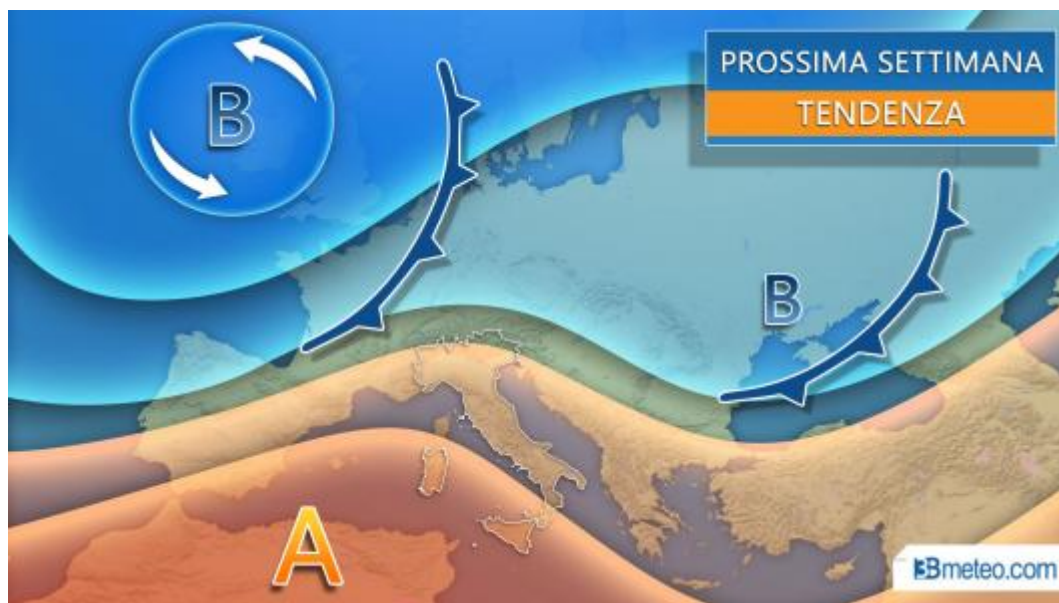 B
PROSSIMA SETTIMANA
TENDENZA
B
A
3Bmeteo.com